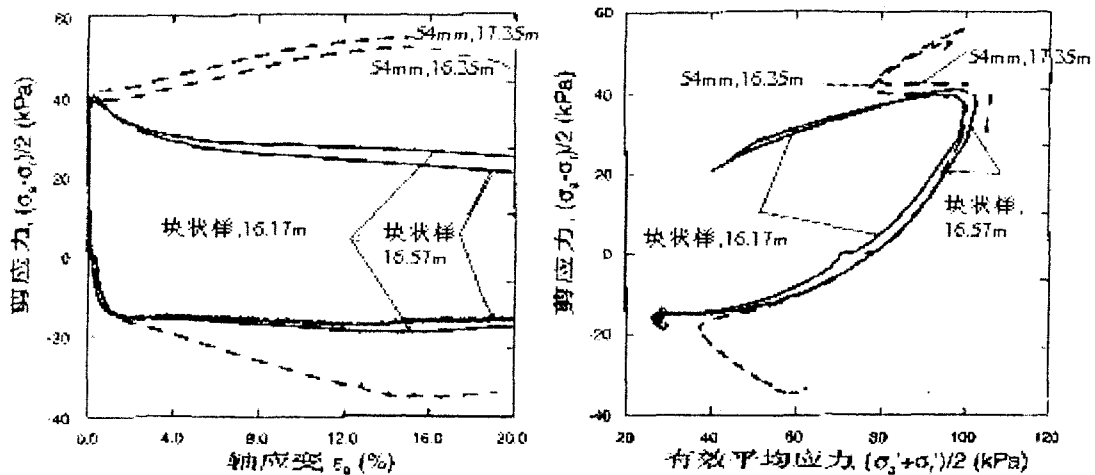 60
40
20
0
-20
-40
剪应力, (σa-σr)/2 (kPa)
54mm,17.35m
54mm,16.35m
块状样,16.17m
块状样
16.57m
0.0 4.0 8.0 12.0 16.0 20.0
轴应变, εa (%)
60
40
20
0
-20
-40
剪应力, (σa-σr)/2 (kPa)
54mm,16.35m
54mm,17.35m
块状样,16.17m
块状样,
16.57m
20 40 60 80 100 120
有效平均应力, (σa'+σr')/2 (kPa)